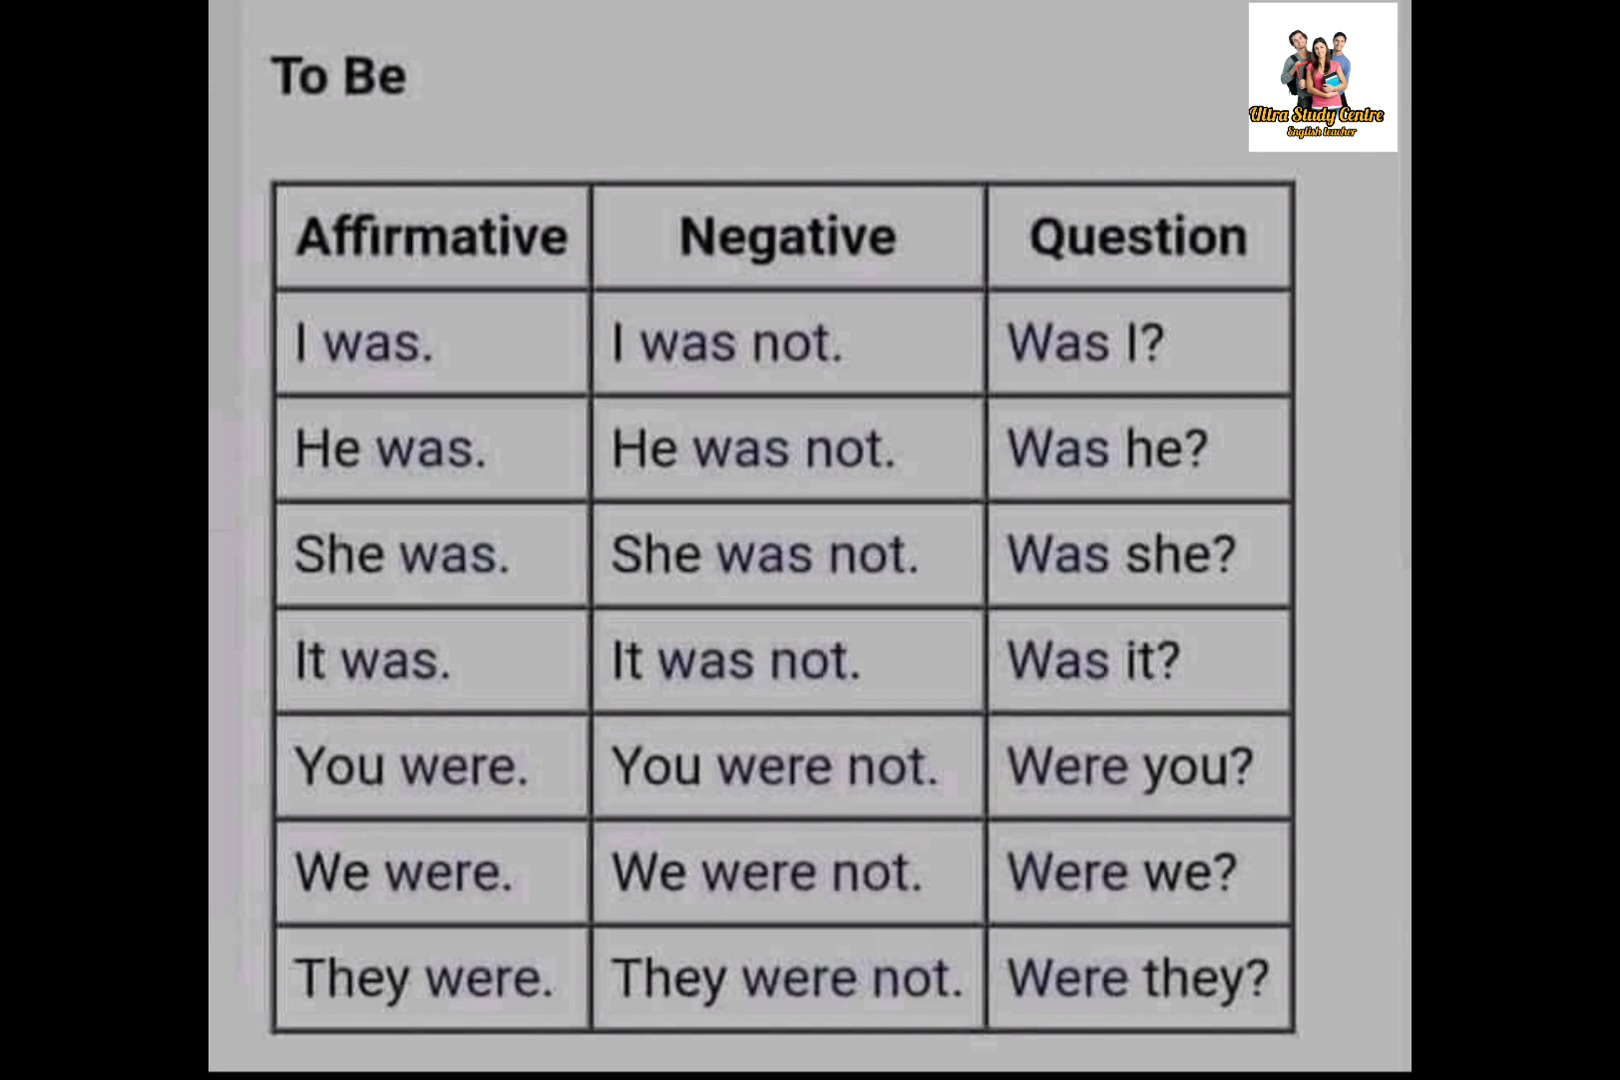 To Be
Ultra Study Centre
English teacher
Affirmative Negative Question
I was. I was not. Was I?
He was. He was not. Was he?
She was. She was not. Was she?
It was. It was not. Was it?
You were. You were not. Were you?
We were. We were not. Were we?
They were. They were not. Were they?